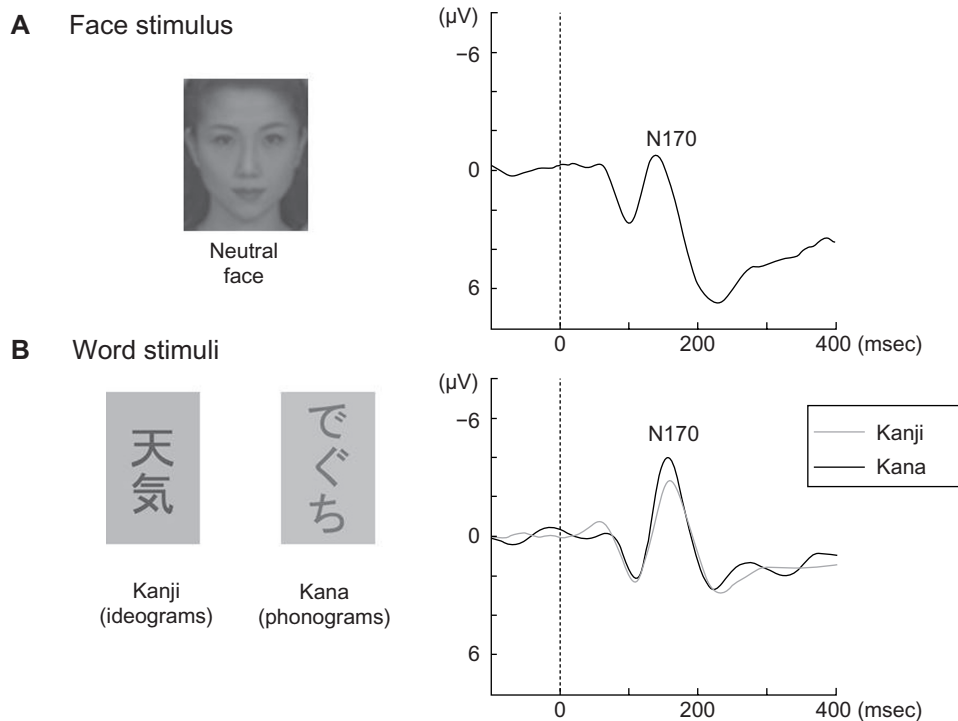 A Face stimulus
Neutral
face
(µV)
−6
0
6
N170
0 200 400 (msec)
B Word stimuli
天
気
でぐち
Kanji
(ideograms)
Kana
(phonograms)
(µV)
−6
0
6
N170
Kanji
Kana
0 200 400 (msec)